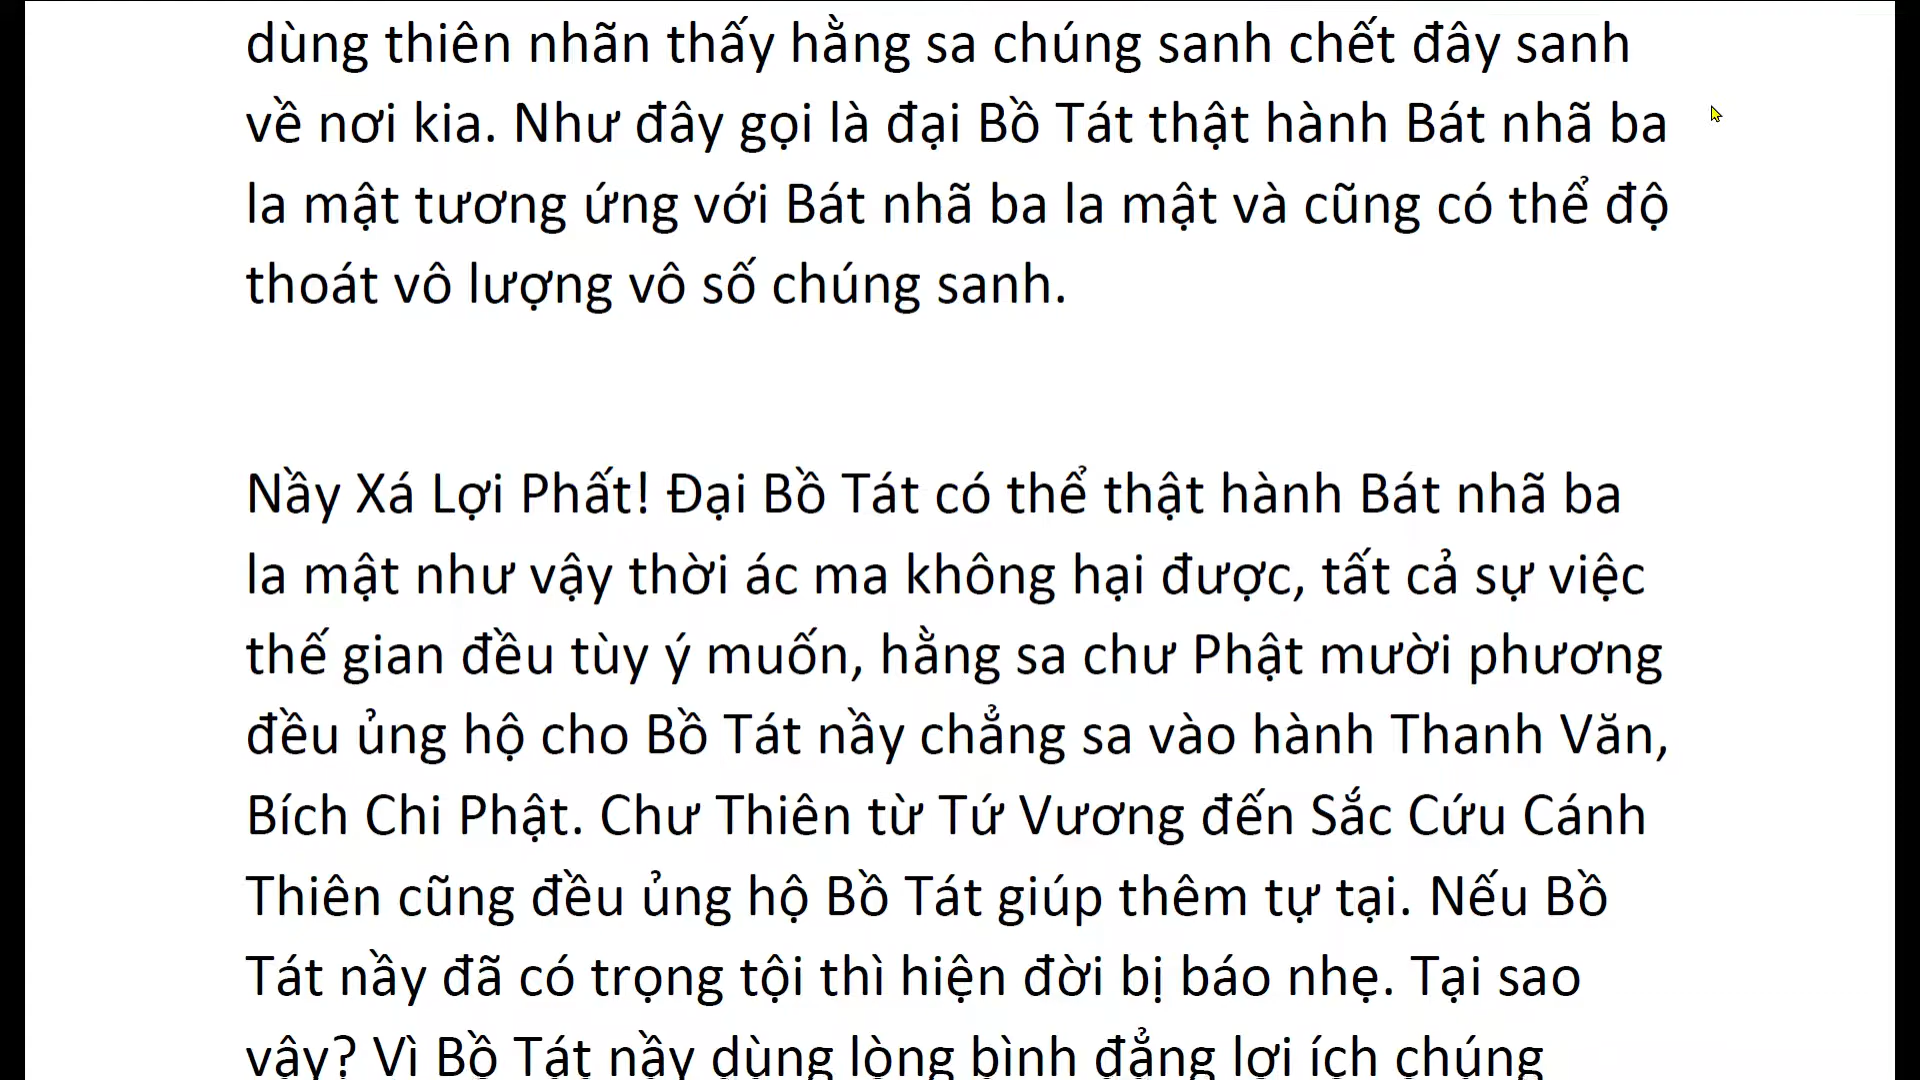 dùng thiên nhãn thấy hằng sa chúng sanh chết đây sanh
về nơi kia. Như đây gọi là đại Bồ Tát thật hành Bát nhã ba
la mật tương ứng với Bát nhã ba la mật và cũng có thể độ
thoát vô lượng vô số chúng sanh.
Nầy Xá Lợi Phất! Đại Bồ Tát có thể thật hành Bát nhã ba
la mật như vậy thời ác ma không hại được, tất cả sự việc
thế gian đều tùy ý muốn, hằng sa chư Phật mười phương
đều ủng hộ cho Bồ Tát nầy chẳng sa vào hành Thanh Văn,
Bích Chi Phật. Chư Thiên từ Tứ Vương đến Sắc Cứu Cánh
Thiên cũng đều ủng hộ Bồ Tát giúp thêm tự tại. Nếu Bồ
Tát nầy đã có trọng tội thì hiện đời bị báo nhẹ. Tại sao
vậy? Vì Bồ Tát nầy dùng lòng bình đẳng lợi ích chúng